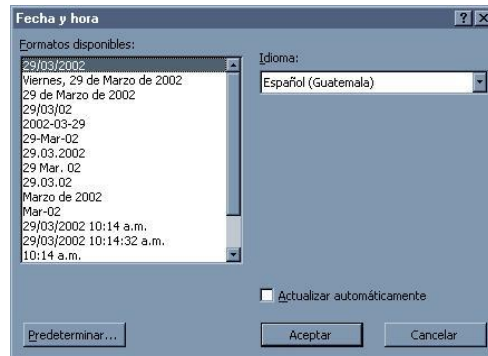 Fecha y hora
Formatos disponibles:
29/03/2002
Viernes, 29 de Marzo de 2002
29 de Marzo de 2002
29/03/02
2002-03-29
29-Mar-02
29.03.2002
29 Mar. 02
29.03.02
Marzo de 2002
Mar-02
29/03/2002 10:14 a.m.
29/03/2002 10:14:32 a.m.
10:14 a.m.
Idioma:
Español (Guatemala)
Actualizar automáticamente
Predeterminar...
Aceptar
Cancelar